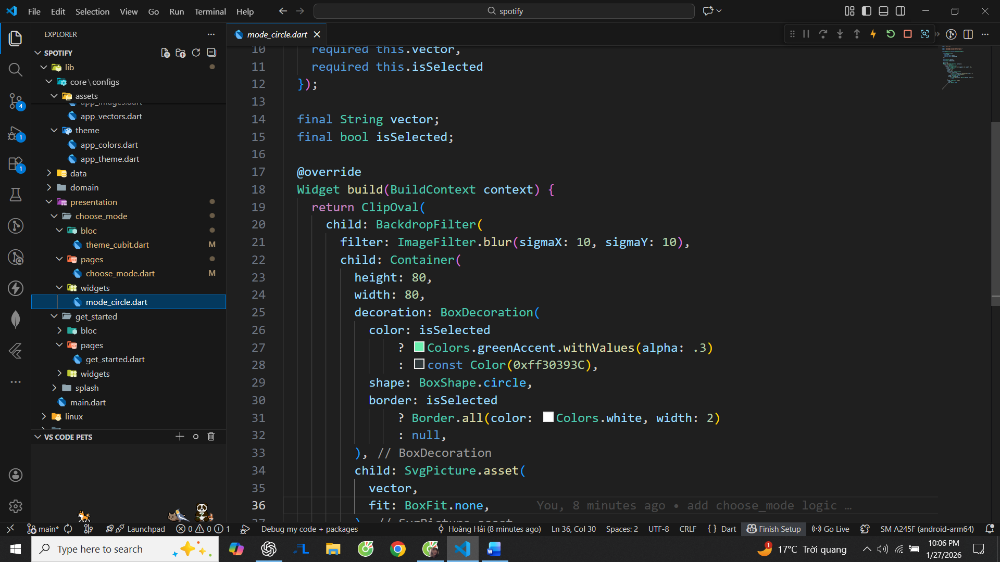 File Edit Selection View Go Run Terminal Help
spotify
EXPLORER
mode_circle.dart
SPOTIFY
lib
core\configs
assets
app_images.dart
app_vectors.dart
theme
app_colors.dart
app_theme.dart
data
domain
presentation
choose_mode
bloc
theme_cubit.dart M
pages
choose_mode.dart M
widgets
mode_circle.dart
get_started
bloc
pages
get_started.dart
widgets
splash
main.dart
linux
VS CODE PETS
4
1
1
10 required this.vector,
11 required this.isSelected
12 });
13
14 final String vector;
15 final bool isSelected;
16
17 @override
18 Widget build(BuildContext context) {
19 return ClipOval(
20 child: BackdropFilter(
21 filter: ImageFilter.blur(sigmaX: 10, sigmaY: 10),
22 child: Container(
23 height: 80,
24 width: 80,
25 decoration: BoxDecoration(
26 color: isSelected
27 ? Colors.greenAccent.withValues(alpha: .3)
28 : const Color(0xff30393C),
29 shape: BoxShape.circle,
30 border: isSelected
31 ? Border.all(color: Colors.white, width: 2)
32 : null,
33 ), // BoxDecoration
34 child: SvgPicture.asset(
35 vector,
36 fit: BoxFit.none, You, 8 minutes ago • add choose_mode logic …
37 ), // SvgPicture.asset
main* Launchpad 0 0 1 Debug my code + packages Hoàng Hải (8 minutes ago) Ln 36, Col 30 Spaces: 2 UTF-8 CRLF { } Dart Finish Setup Go Live SM A245F (android-arm64)
Type here to search
1 17°C Trời quang
10:06 PM
1/27/2026